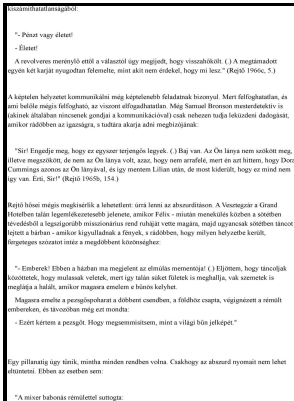 kiszámíthatatlanságából:
"- Pénzt vagy életet!
- Életet!
A revolveres merénylő ettől a választól úgy megijedt, hogy visszahőkölt. (.) A megtámadott
egyén két karját nyugodtan felemelte, mint akit nem érdekel, hogy mi lesz." (Rejtő 1966c, 5.)
A képtelen helyzetet kommunikálni még képtelenebb feladatnak bizonyul. Mert felfoghatatlan, és
ami belőle mégis felfogható, az viszont elfogadhatatlan. Még Samuel Bronson mesterdetektív is
(akinek általában nincsenek gondjai a kommunikációval) csak nehezen tudja leküzdeni dadogását,
amikor rádöbben az igazságra, s tudtára akarja adni megbízójának:
"Sir! Engedje meg, hogy ez egyszer terjengős legyek. (.) Baj van. Az Ön lánya nem szökött meg,
illetve megszökött, de nem az Ön lánya volt, azaz, hogy nem arrafelé, mert én azt hittem, hogy Dora
Cummings azonos az Ön lányával, és így mentem Lilian után, de most kiderült, hogy ez mind nem
így van. Érti, Sir!" (Rejtő 1965b, 154.)
Rejtő hősei mégis megkísérlik a lehetetlent: úrrá lenni az abszurditáson. A Vesztegzár a Grand
Hotelben talán legemlékezetesebb jelenete, amikor Felix - miután menekülés közben a sötétben
tévedésből a legszigorúbb misszionárius rend ruháját vette magára, majd ugyancsak sötétben táncot
lejtett a bárban - amikor kigyulladnak a fények, s rádöbben, hogy milyen helyzetbe került,
fergeteges szózatot intéz a megdöbbent közönséghez:
"- Emberek! Ebben a házban ma megjelent az elmúlás mementója! (.) Eljöttem, hogy táncoljak
közöttetek, hogy mulassak veletek, mert így talán süket fületek is meghallja, vak szemetek is
meglátja a halált, amikor magasra emelem e bűnös kelyhet.
Magasra emelte a pezsgőspoharat a döbbent csendben, a földhöz csapta, végignézett a rémült
embereken, és távozóban még ezt mondta:
- Ezért kértem a pezsgőt. Hogy megsemmisítsem, mint a világi bűn jelképét."
Egy pillanatig úgy tűnik, mintha minden rendben volna. Csakhogy az abszurd nyomait nem lehet
eltüntetni. Ebben az esetben sem:
"A mixer babonás rémülettel suttogta: